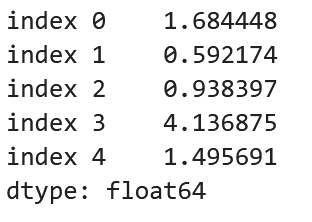 index 0    1.684448
index 1    0.592174
index 2    0.938397
index 3    4.136875
index 4    1.495691
dtype: float64